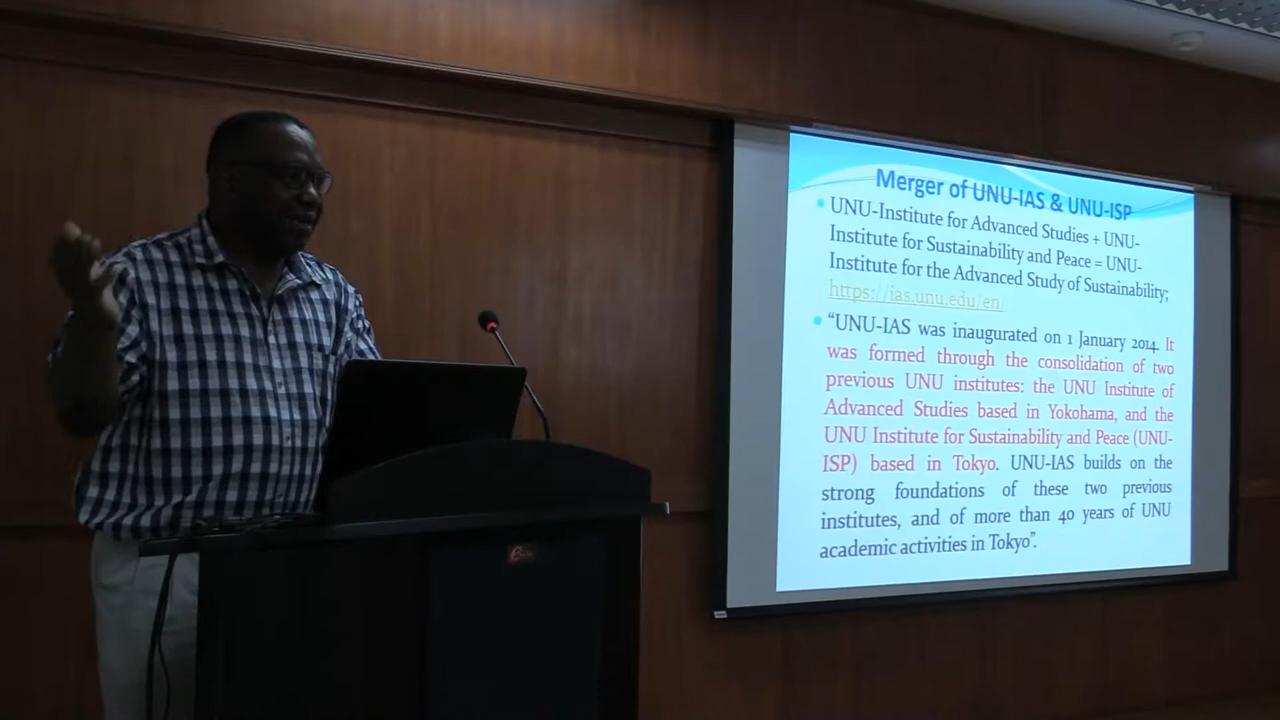 Merger of UNU-IAS & UNU-ISP
UNU-Institute for Advanced Studies + UNU-
Institute for Sustainability and Peace = UNU-
Institute for the Advanced Study of Sustainability;
https://ias.unu.edu/en/
“UNU-IAS was inaugurated on 1 January 2014. It
was formed through the consolidation of two
previous UNU institutes: the UNU Institute of
Advanced Studies based in Yokohama, and the
UNU Institute for Sustainability and Peace (UNU-
ISP) based in Tokyo. UNU-IAS builds on the
strong foundations of these two previous
institutes, and of more than 40 years of UNU
academic activities in Tokyo”.